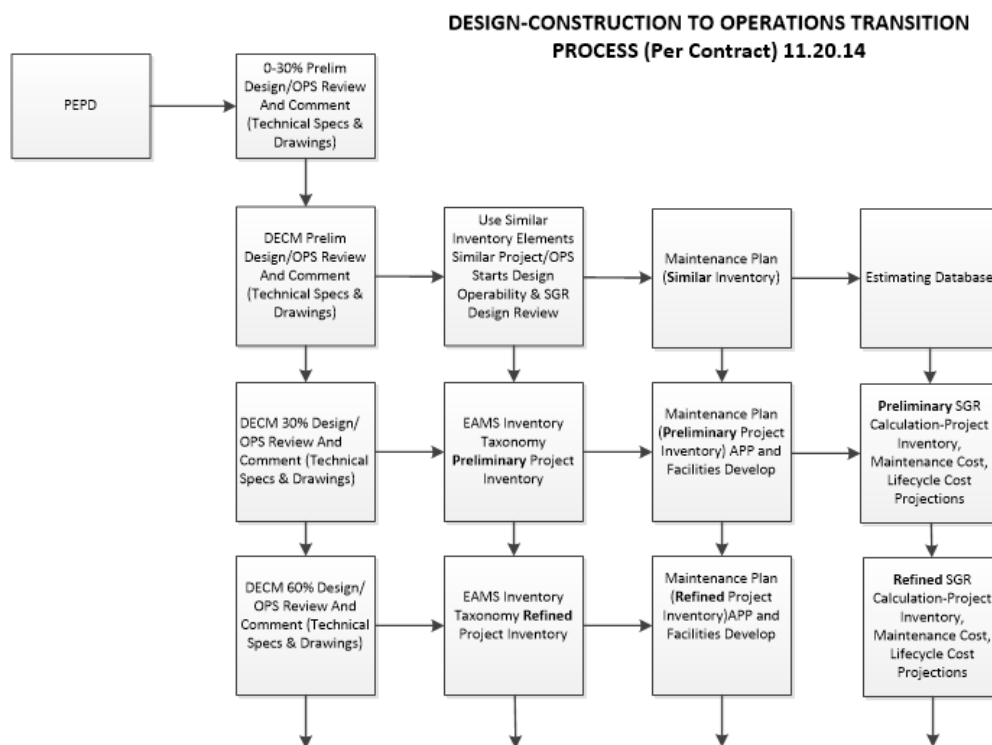 DESIGN-CONSTRUCTION TO OPERATIONS TRANSITION
PROCESS (Per Contract) 11.20.14
PEPD
0-30% Prelim
Design/OPS Review
And Comment
(Technical Specs &
Drawings)
DECM Prelim
Design/OPS Review
And Comment
(Technical Specs &
Drawings)
Use Similar
Inventory Elements
Similar Project/OPS
Starts Design
Operability & SGR
Design Review
Maintenance Plan
(Similar Inventory)
Estimating Database
DECM 30% Design/
OPS Review And
Comment (Technical
Specs & Drawings)
EAMS Inventory
Taxonomy
Preliminary Project
Inventory
Maintenance Plan
(Preliminary Project
Inventory) APP and
Facilities Develop
Preliminary SGR
Calculation-Project
Inventory,
Maintenance Cost,
Lifecycle Cost
Projections
DECM 60% Design/
OPS Review And
Comment (Technical
Specs & Drawings)
EAMS Inventory
Taxonomy Refined
Project Inventory
Maintenance Plan
(Refined Project
Inventory)APP and
Facilities Develop
Refined SGR
Calculation-Project
Inventory,
Maintenance Cost,
Lifecycle Cost
Projections